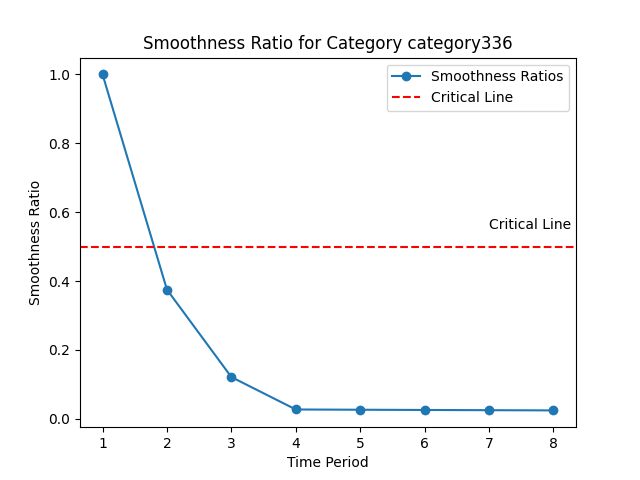 Smoothness Ratio for Category category336
Smoothness Ratios
Critical Line
Critical Line
Smoothness Ratio
1.0
0.8
0.6
0.4
0.2
0.0
1 2 3 4 5 6 7 8
Time Period